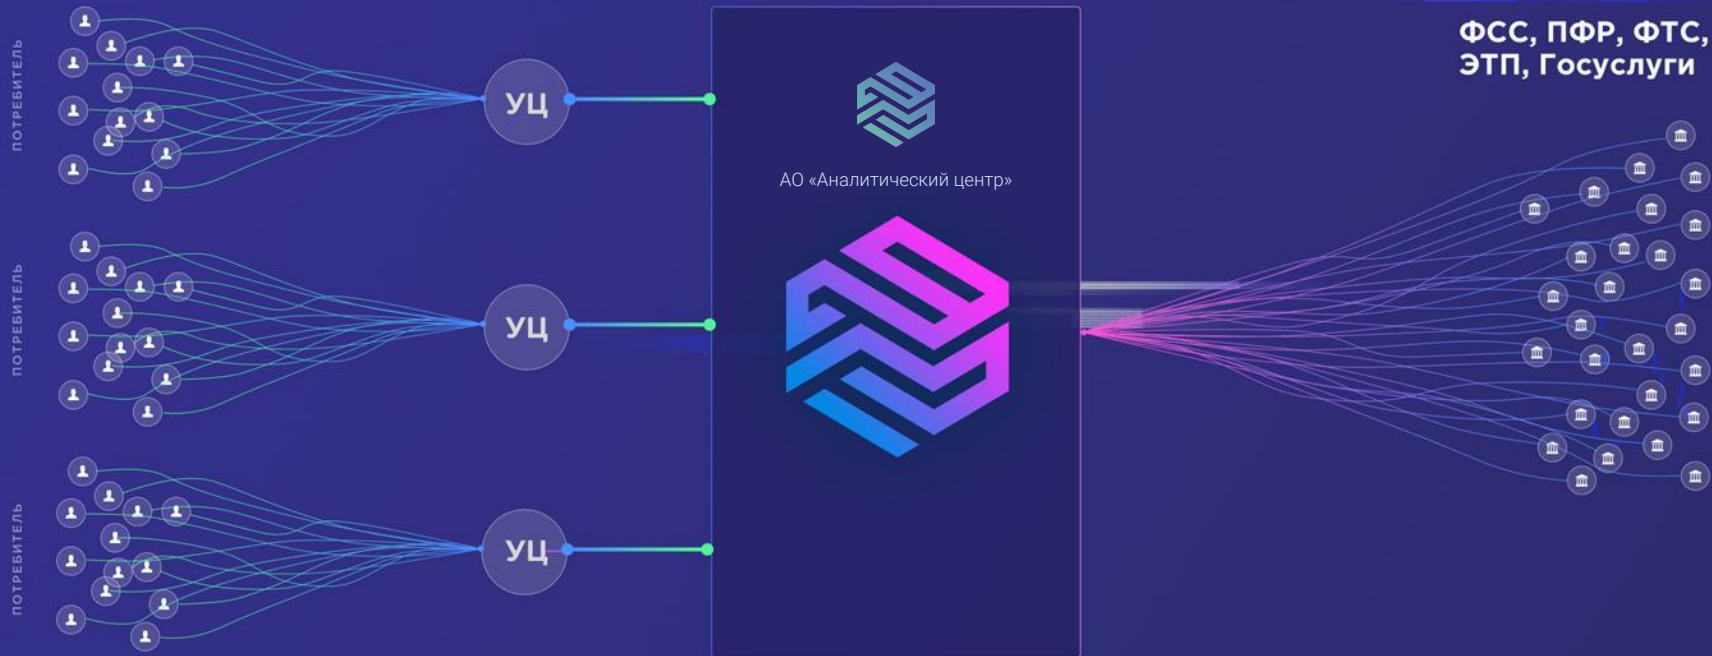 ПОТРЕБИТЕЛЬ
УЦ
АО «Аналитический центр»
ФСС, ПФР, ФТС,
ЭТП, Госуслуги
ПОТРЕБИТЕЛЬ
УЦ
ПОТРЕБИТЕЛЬ
УЦ